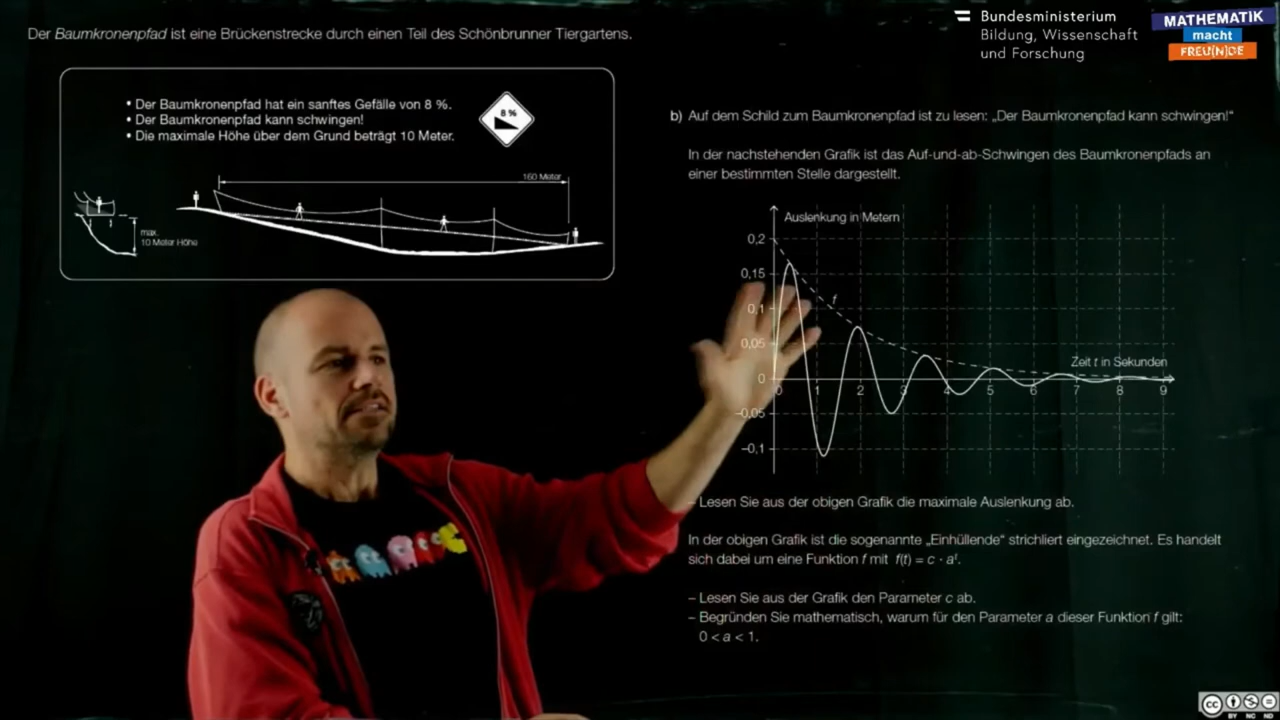 Der Baumkronenpfad ist eine Brückenstrecke durch einen Teil des Schönbrunner Tiergartens.
Bundesministerium
Bildung, Wissenschaft
und Forschung
MATHEMATIK
macht
FREU(N)DE
• Der Baumkronenpfad hat ein sanftes Gefälle von 8 %.
• Der Baumkronenpfad kann schwingen!
• Die maximale Höhe über dem Grund beträgt 10 Meter.
8 %
160 Meter
max.
10 Meter Höhe
b) Auf dem Schild zum Baumkronenpfad ist zu lesen: „Der Baumkronenpfad kann schwingen!“
In der nachstehenden Grafik ist das Auf-und-ab-Schwingen des Baumkronenpfads an
einer bestimmten Stelle dargestellt.
Auslenkung in Metern
0,2
0,15
0,1
f
0,05
Zeit t in Sekunden
0
0 1 2 3 4 5 6 7 8 9
-0,05
-0,1
– Lesen Sie aus der obigen Grafik die maximale Auslenkung ab.
In der obigen Grafik ist die sogenannte „Einhüllende“ strichliert eingezeichnet. Es handelt
sich dabei um eine Funktion f mit f(t) = c · aᵗ.
– Lesen Sie aus der Grafik den Parameter c ab.
– Begründen Sie mathematisch, warum für den Parameter a dieser Funktion f gilt:
0 < a < 1.
cc
BY NC ND